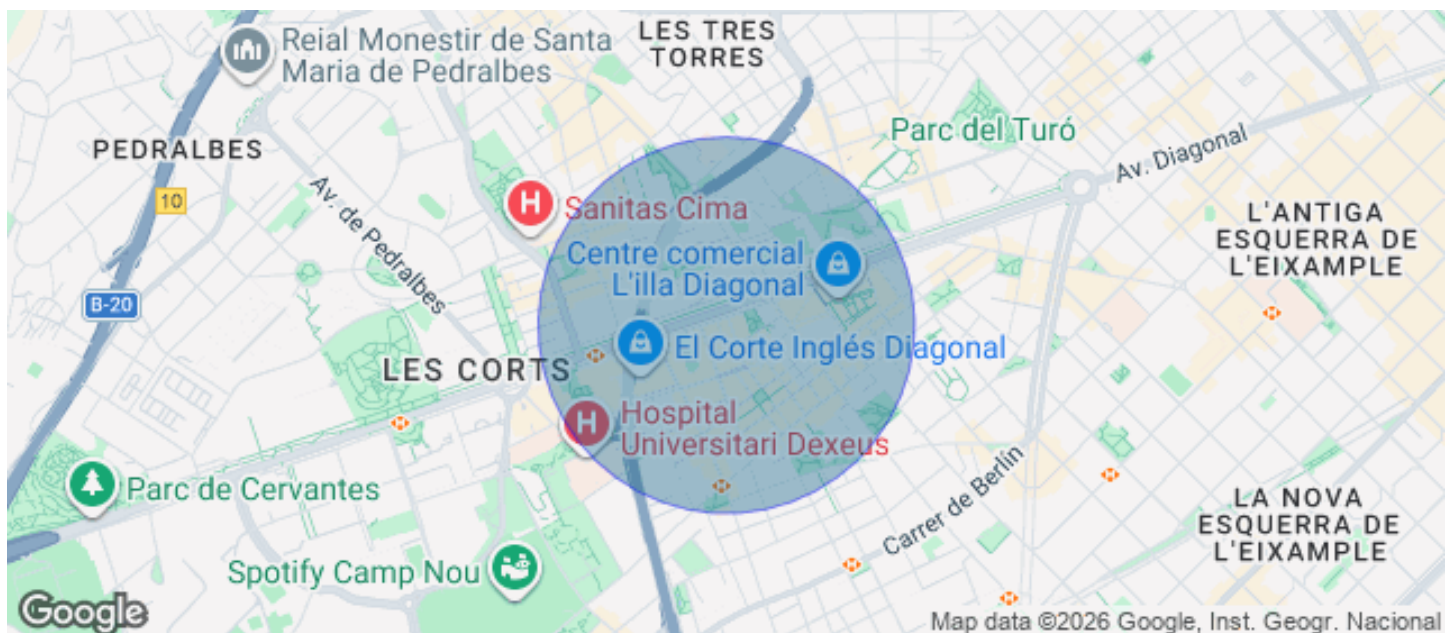 LES TRES
TORRES
Reial Monestir de Santa
Maria de Pedralbes
PEDRALBES
10
Av. de Pedralbes
B-20
Parc del Turó
Av. Diagonal
L'ANTIGA
ESQUERRA DE
L'EIXAMPLE
H
Sanitas Cima
Centre comercial
L'illa Diagonal
El Corte Inglés Diagonal
LES CORTS
H
Hospital
Universitari Dexeus
Parc de Cervantes
Carrer de Berlín
LA NOVA
ESQUERRA DE
L'EIXAMPLE
Spotify Camp Nou
Google
Map data ©2026 Google, Inst. Geogr. Nacional